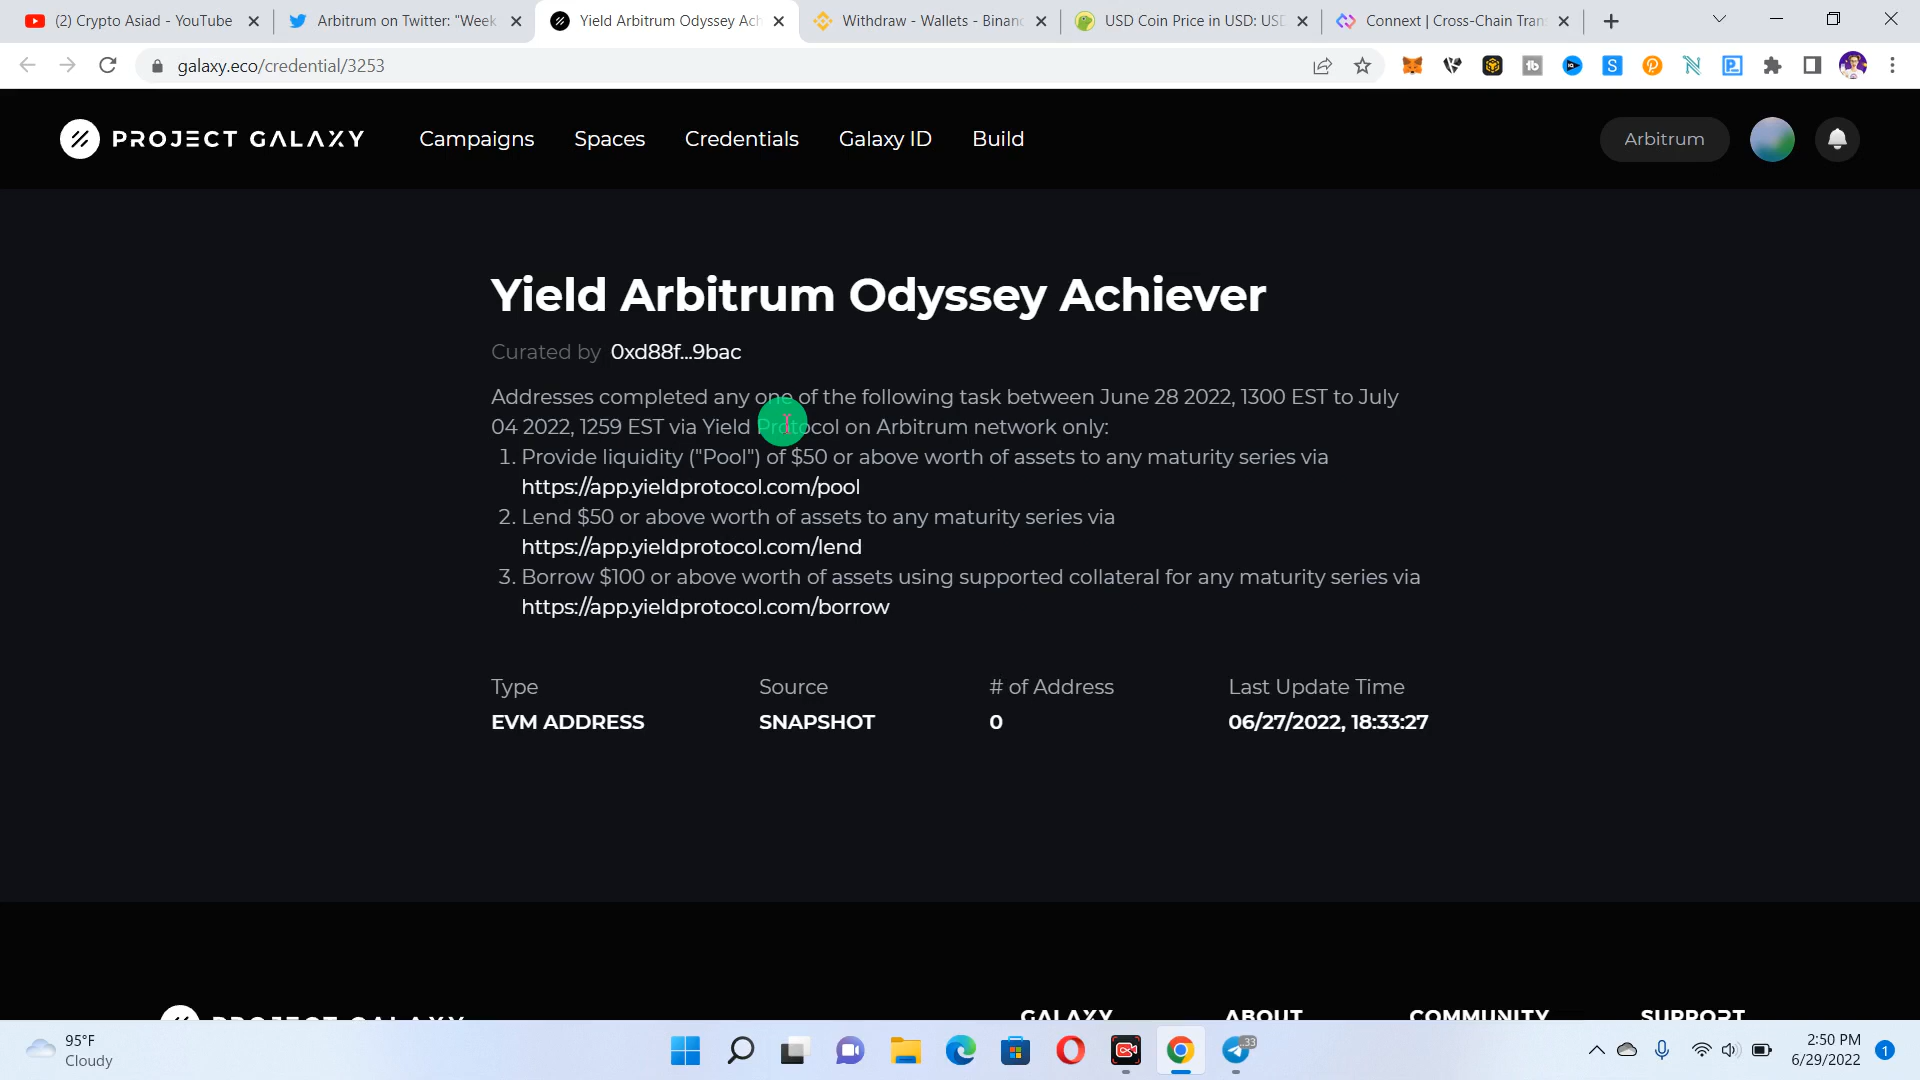 (2) Crypto Asiad - YouTube
Arbitrum on Twitter: "Week
Yield Arbitrum Odyssey Ach
Withdraw - Wallets - Binanc
USD Coin Price in USD: USD
Connext | Cross-Chain Tran
galaxy.eco/credential/3253
PROJECT GALAXY
Campaigns
Spaces
Credentials
Galaxy ID
Build
Arbitrum
Yield Arbitrum Odyssey Achiever
Curated by 0xd88f...9bac
Addresses completed any one of the following task between June 28 2022, 1300 EST to July
04 2022, 1259 EST via Yield Protocol on Arbitrum network only:
1. Provide liquidity ("Pool") of $50 or above worth of assets to any maturity series via
https://app.yieldprotocol.com/pool
2. Lend $50 or above worth of assets to any maturity series via
https://app.yieldprotocol.com/lend
3. Borrow $100 or above worth of assets using supported collateral for any maturity series via
https://app.yieldprotocol.com/borrow
Type
Source
# of Address
Last Update Time
EVM ADDRESS
SNAPSHOT
0
06/27/2022, 18:33:27
PROJECT GALAXY
GALAXY
ABOUT
COMMUNITY
SUPPORT
95°F
Cloudy
2:50 PM
6/29/2022
1